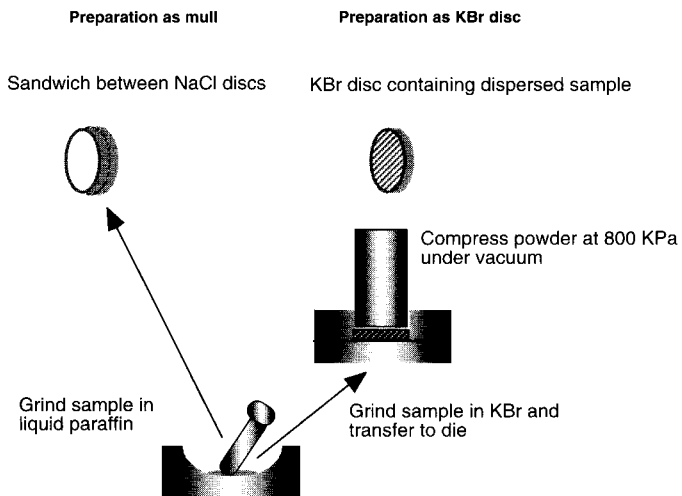 Preparation as mull
Preparation as KBr disc
Sandwich between NaCl discs
KBr disc containing dispersed sample
Compress powder at 800 KPa
under vacuum
Grind sample in
liquid paraffin
Grind sample in KBr and
transfer to die